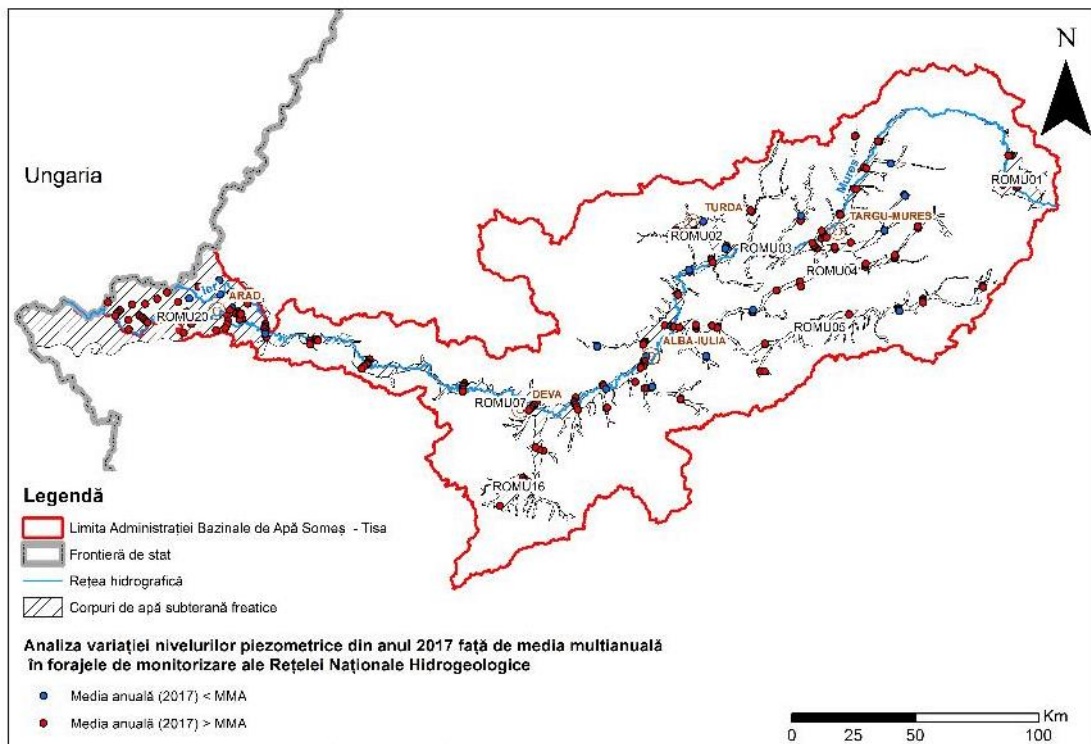 N
Ungaria
ROMU01
Mureș
TURDA
TARGU-MURES
ROMU02
ROMU03
ROMU04
Ier
ARAD
ROMU20
ROMU05
ALBA-IULIA
DEVA
ROMU07
ROMU16
Legendă
Limita Administrației Bazinale de Apă Someș - Tisa
Frontieră de stat
Rețea hidrografică
Corpuri de apă subterană freatice
Analiza variației nivelurilor piezometrice din anul 2017 față de media multianuală
în forajele de monitorizare ale Rețelei Naționale Hidrogeologice
Media anuală (2017) < MMA
Media anuală (2017) > MMA
Km
0 25 50 100